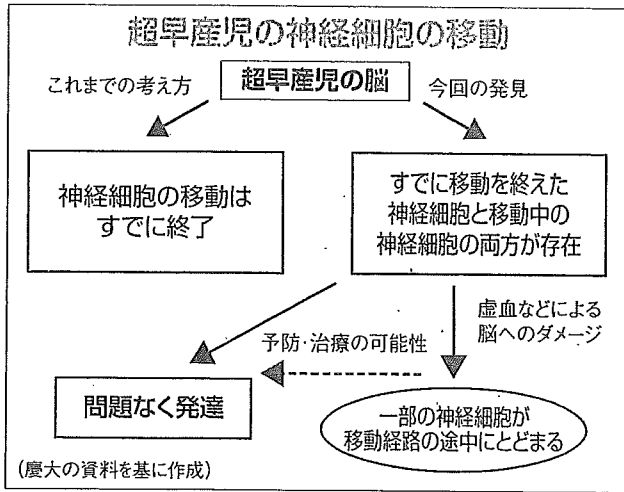 超早産児の神経細胞の移動
これまでの考え方
超早産児の脳
今回の発見
神経細胞の移動は
すでに終了
すでに移動を終えた
神経細胞と移動中の
神経細胞の両方が存在
虚血などによる
脳へのダメージ
予防・治療の可能性
問題なく発達
一部の神経細胞が
移動経路の途中にとどまる
(慶大の資料を基に作成)